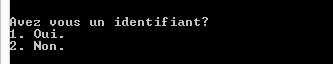 Avez vous un identifiant?
1. Oui.
2. Non.